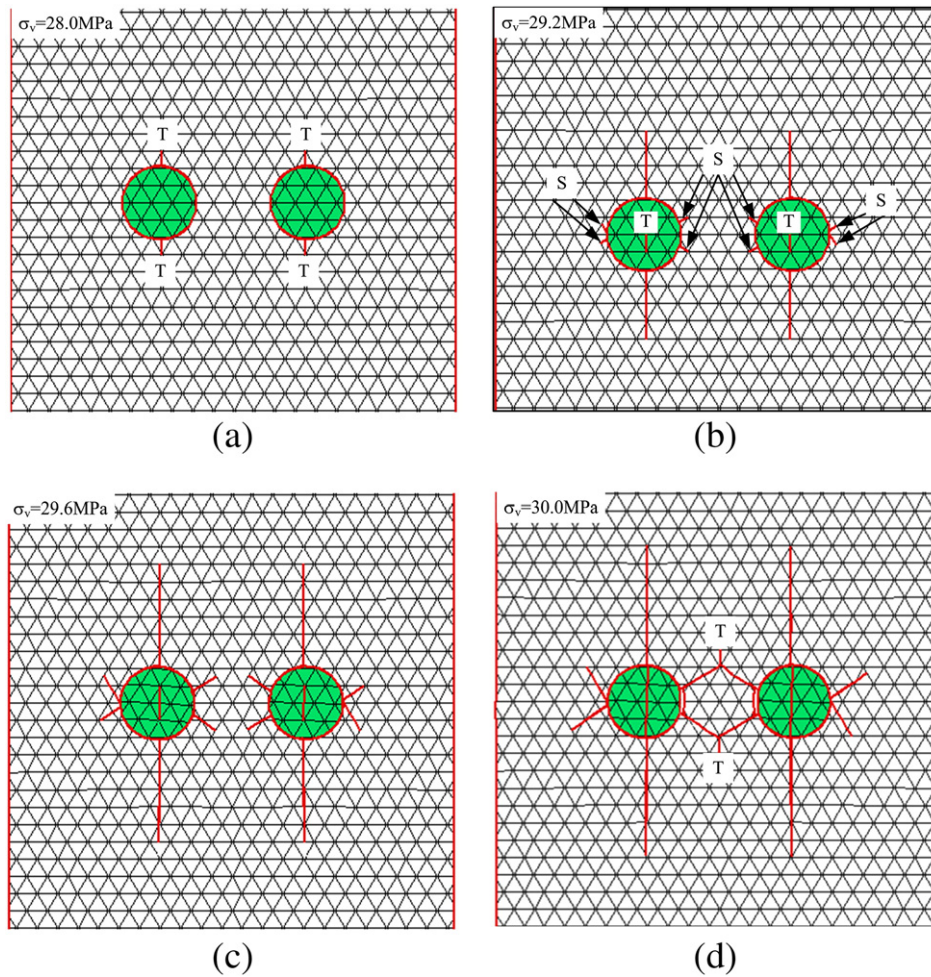 σv=28.0MPa
T T
T T
(a)
σv=29.2MPa
S
S S
T T
(b)
σv=29.6MPa
(c)
σv=30.0MPa
T
T
(d)